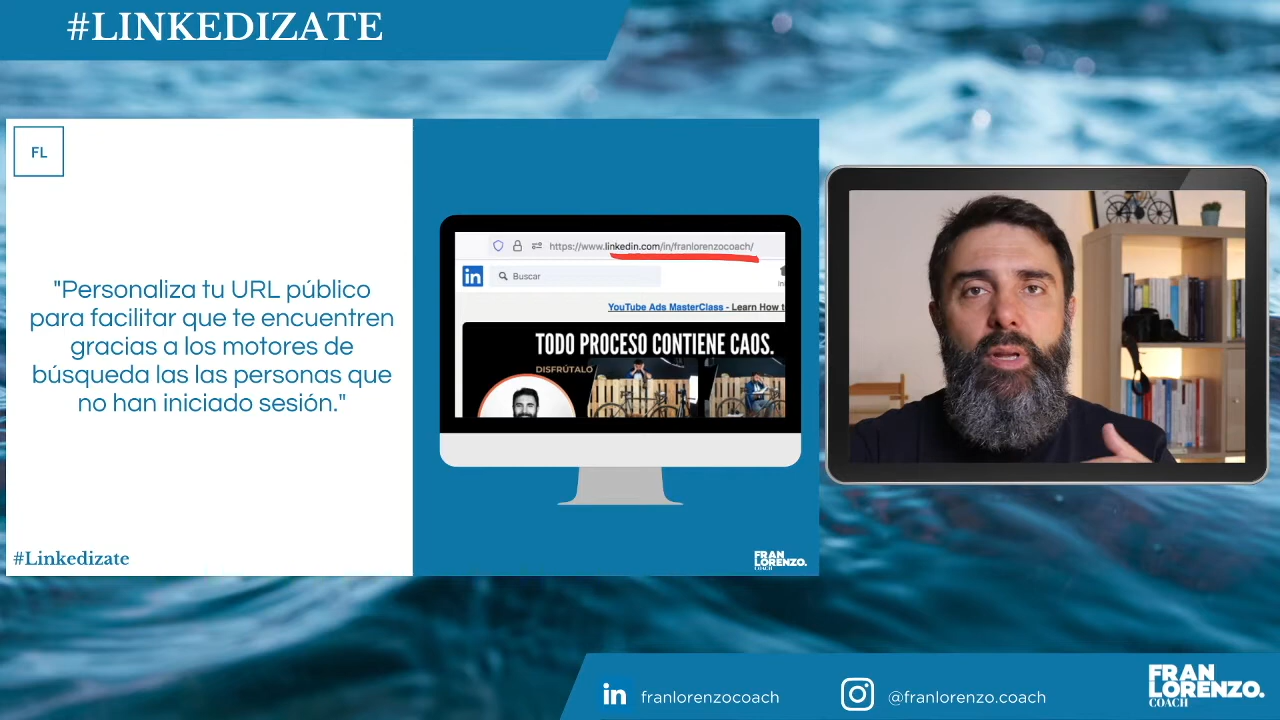 #LINKEDIZATE
FL
"Personaliza tu URL público
para facilitar que te encuentren
gracias a los motores de
búsqueda las las personas que
no han iniciado sesión."
#Linkedizate
https://www.linkedin.com/in/franlorenzocoach/
in
Buscar
YouTube Ads MasterClass - Learn How t
TODO PROCESO CONTIENE CAOS.
DISFRÚTALO
FRAN
LORENZO.
COACH
in franlorenzocoach
@franlorenzo.coach
FRAN
LORENZO.
COACH